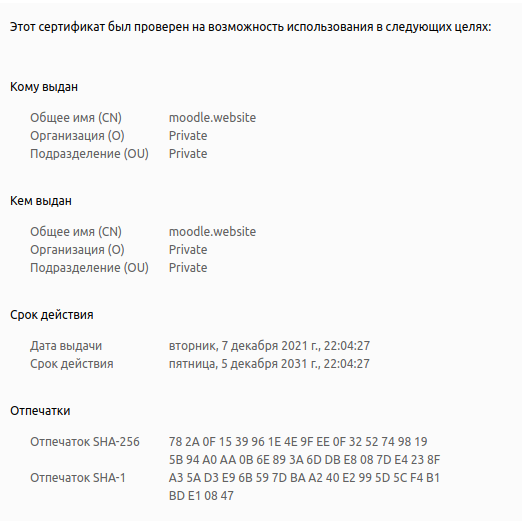 Этот сертификат был проверен на возможность использования в следующих целях:
Кому выдан
Общее имя (CN) moodle.website
Организация (O) Private
Подразделение (OU) Private
Кем выдан
Общее имя (CN) moodle.website
Организация (O) Private
Подразделение (OU) Private
Срок действия
Дата выдачи вторник, 7 декабря 2021 г., 22:04:27
Срок действия пятница, 5 декабря 2031 г., 22:04:27
Отпечатки
Отпечаток SHA-256 78 2A 0F 15 39 96 1E 4E 9F EE 0F 32 52 74 98 19
5B 94 A0 AA 0B 6E 89 3A 6D DB E8 08 7D E4 23 8F
Отпечаток SHA-1 A3 5A D3 E9 6B 59 7D BA A2 40 E2 99 5D 5C F4 B1
BD E1 08 47